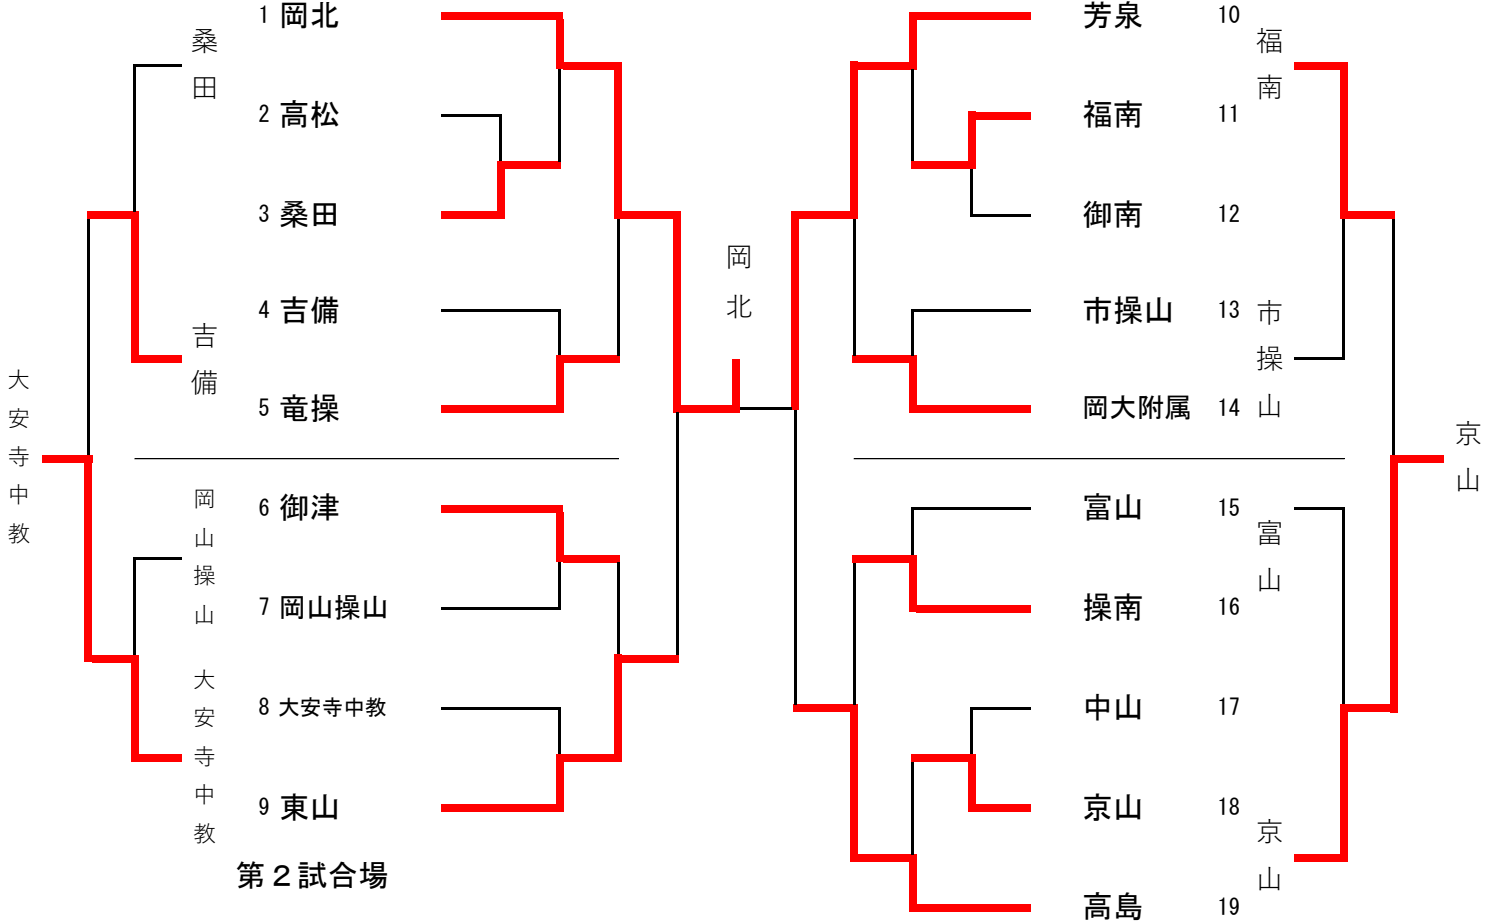 1 岡北
2 高松
3 桑田
4 吉備
5 竜操
6 御津
7 岡山操山
8 大安寺中教
9 東山
第２試合場
桑田
吉備
岡山操山
大安寺中教
大安寺中教
岡北
芳泉 10
福南 11
御南 12
市操山 13
岡大附属 14
富山 15
操南 16
中山 17
京山 18
高島 19
福南
市操山
富山
京山
京山